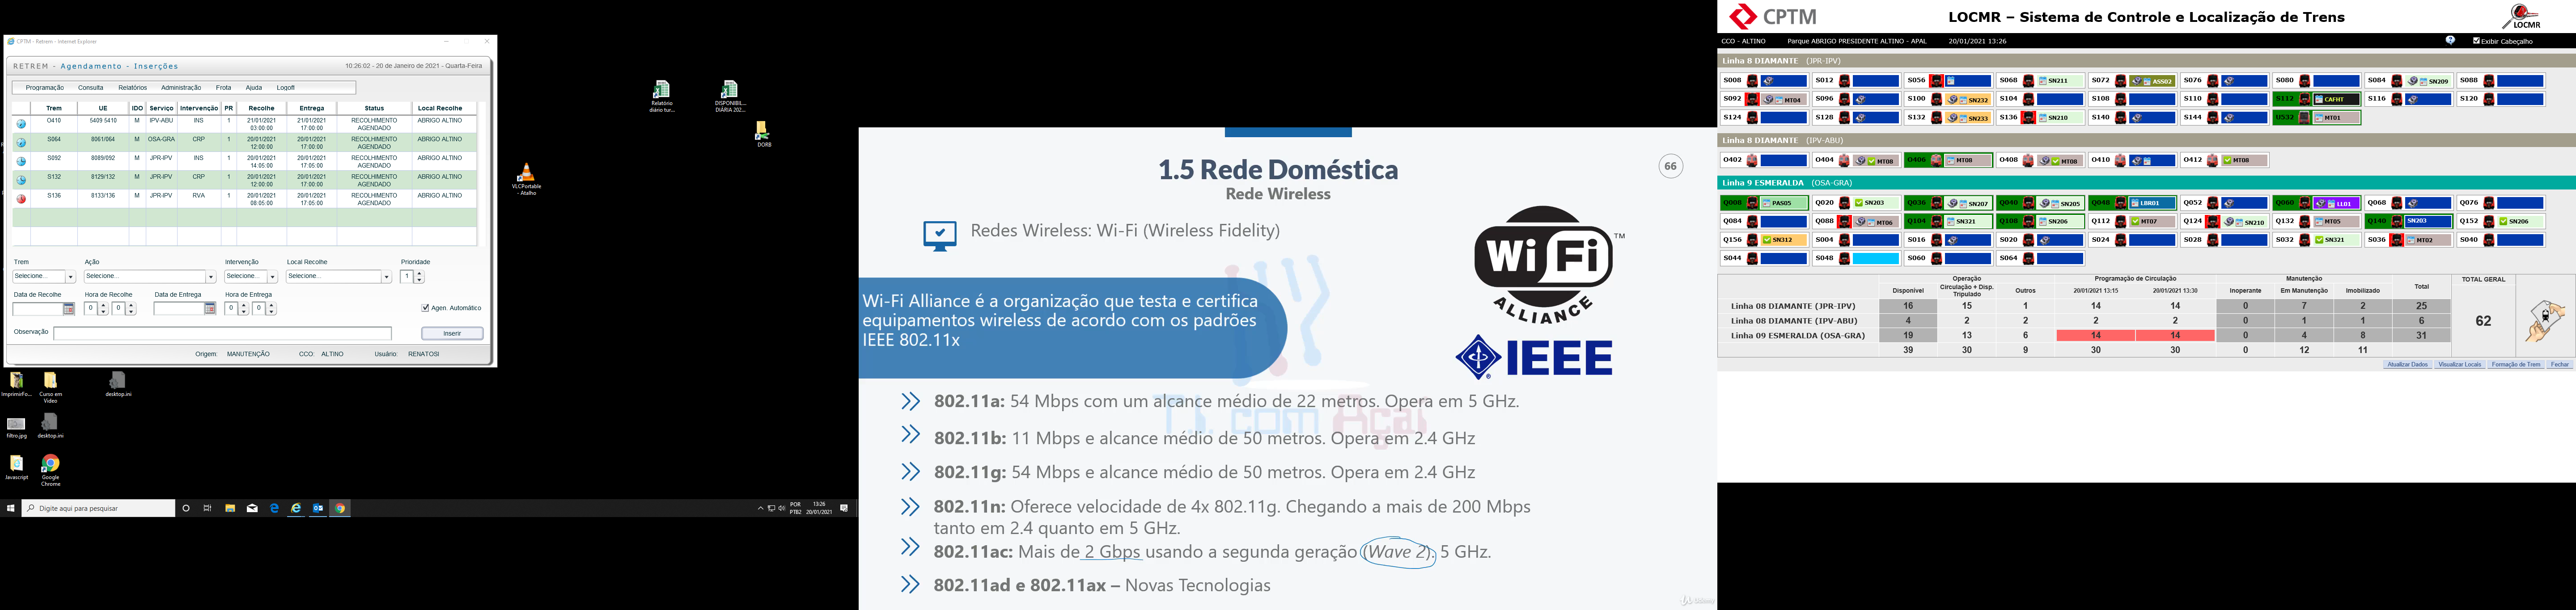 CPTM - Retrem - Internet Explorer
RETREM - Agendamento - Inserções
10:26:02 - 20 de Janeiro de 2021 - Quarta-Feira
Programação Consulta Relatórios Administração Frota Ajuda Logoff
Trem UE IDO Serviço Intervenção PR Recolhe Entrega Status Local Recolhe
O410 5409 5410 M IPV-ABU INS 1 21/01/2021 03:00:00 21/01/2021 17:00:00 RECOLHIMENTO AGENDADO ABRIGO ALTINO
S064 8061/064 M OSA-GRA CRP 1 20/01/2021 12:00:00 20/01/2021 17:00:00 RECOLHIMENTO AGENDADO ABRIGO ALTINO
S092 8089/092 M JPR-IPV INS 1 20/01/2021 14:05:00 20/01/2021 17:05:00 RECOLHIMENTO AGENDADO ABRIGO ALTINO
S132 8129/132 M JPR-IPV CRP 1 20/01/2021 12:00:00 20/01/2021 17:00:00 RECOLHIMENTO AGENDADO ABRIGO ALTINO
S136 8133/136 M JPR-IPV RVA 1 20/01/2021 08:05:00 20/01/2021 17:05:00 RECOLHIMENTO AGENDADO ABRIGO ALTINO
Trem Ação Intervenção Local Recolhe Prioridade
Selecione... Selecione... Selecione... Selecione... 1
Data de Recolhe Hora de Recolhe Data de Entrega Hora de Entrega
0 0 0 0 Agen. Automático
Observação Inserir
Origem: MANUTENÇÃO CCO: ALTINO Usuário: RENATOSI
Relatório diário tur...
DISPONIBIL... DIÁRIA 202...
DORB
VLCPortable - Atalho
ImprimirFo...
Curso em Video
desktop.ini
filtro.jpg
desktop.ini
Javascript
Google Chrome
Digite aqui para pesquisar
POR PTB2
13:26
20/01/2021
1.5 Rede Doméstica
66
Rede Wireless
Redes Wireless: Wi-Fi (Wireless Fidelity)
Wi Fi TM
ALLIANCE
IEEE
Wi-Fi Alliance é a organização que testa e certifica
equipamentos wireless de acordo com os padrões
IEEE 802.11x
T.I. com Açaí
802.11a: 54 Mbps com um alcance médio de 22 metros. Opera em 5 GHz.
802.11b: 11 Mbps e alcance médio de 50 metros. Opera em 2.4 GHz
802.11g: 54 Mbps e alcance médio de 50 metros. Opera em 2.4 GHz
802.11n: Oferece velocidade de 4x 802.11g. Chegando a mais de 200 Mbps
tanto em 2.4 quanto em 5 GHz.
802.11ac: Mais de 2 Gbps usando a segunda geração (Wave 2). 5 GHz.
802.11ad e 802.11ax – Novas Tecnologias
CPTM
LOCMR – Sistema de Controle e Localização de Trens
LOCMR
CCO - ALTINO Parque ABRIGO PRESIDENTE ALTINO - APAL 20/01/2021 13:26
Exibir Cabeçalho
Linha 8 DIAMANTE (JPR-IPV)
S008 S012 S056 S068 SN211 S072 ASS02 S076 S080 S084 SN209 S088
S092 MT04 S096 S100 SN232 S104 S108 S110 S112 CAFHT S116 S120
S124 S128 S132 SN233 S136 SN210 S140 S144 U532 MT01
Linha 8 DIAMANTE (IPV-ABU)
O402 O404 MT08 O406 MT08 O408 MT08 O410 O412 MT08
Linha 9 ESMERALDA (OSA-GRA)
Q008 PAS05 Q020 SN203 Q036 SN207 Q040 SN205 Q048 LBR01 Q052 Q060 LL01 Q068 Q076
Q084 Q088 MT06 Q104 SN321 Q108 SN206 Q112 MT07 Q124 SN210 Q132 MT05 Q140 SN203 Q152 SN206
Q156 SN312 S004 S016 S020 S024 S028 S032 SN321 S036 MT02 S040
S044 S048 S060 S064
Operação Programação de Circulação Manutenção TOTAL GERAL
Disponível Circulação + Disp. Tripulado Outros 20/01/2021 13:15 20/01/2021 13:30 Inoperante Em Manutenção Imobilizado Total
Linha 08 DIAMANTE (JPR-IPV) 16 15 1 14 14 0 7 2 25
Linha 08 DIAMANTE (IPV-ABU) 4 2 2 2 2 0 1 1 6
62
Linha 09 ESMERALDA (OSA-GRA) 19 13 6 14 14 0 4 8 31
39 30 9 30 30 0 12 11
Atualizar Dados Visualizar Locais Formação de Trem Fechar